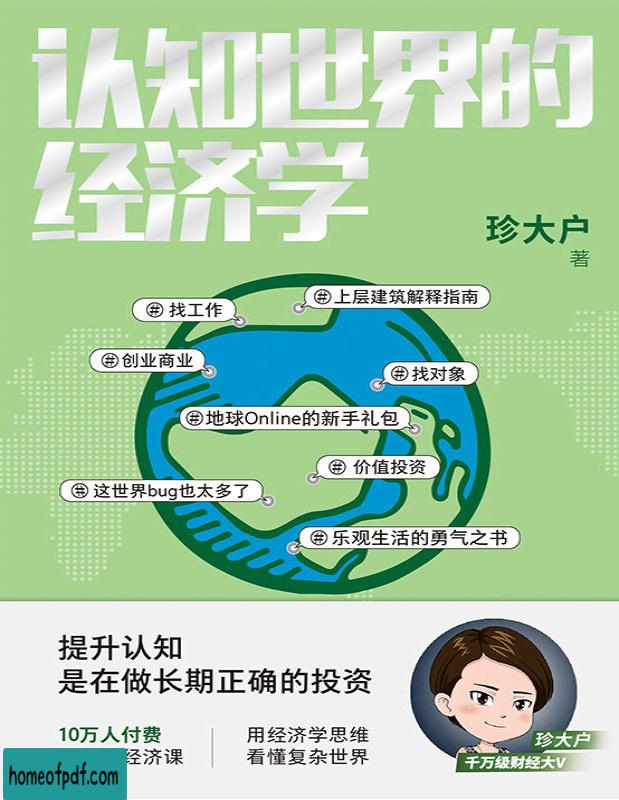 认知世界的
经济学
珍大户
著
#上层建筑解释指南
#找工作
#创业商业
#找对象
#地球Online的新手礼包
#价值投资
#这世界bug也太多了
#乐观生活的勇气之书
提升认知
是在做长期正确的投资
10万人付费
经济课
用经济学思维
看懂复杂世界
珍大户
千万级财经大V
homeofpdf.com